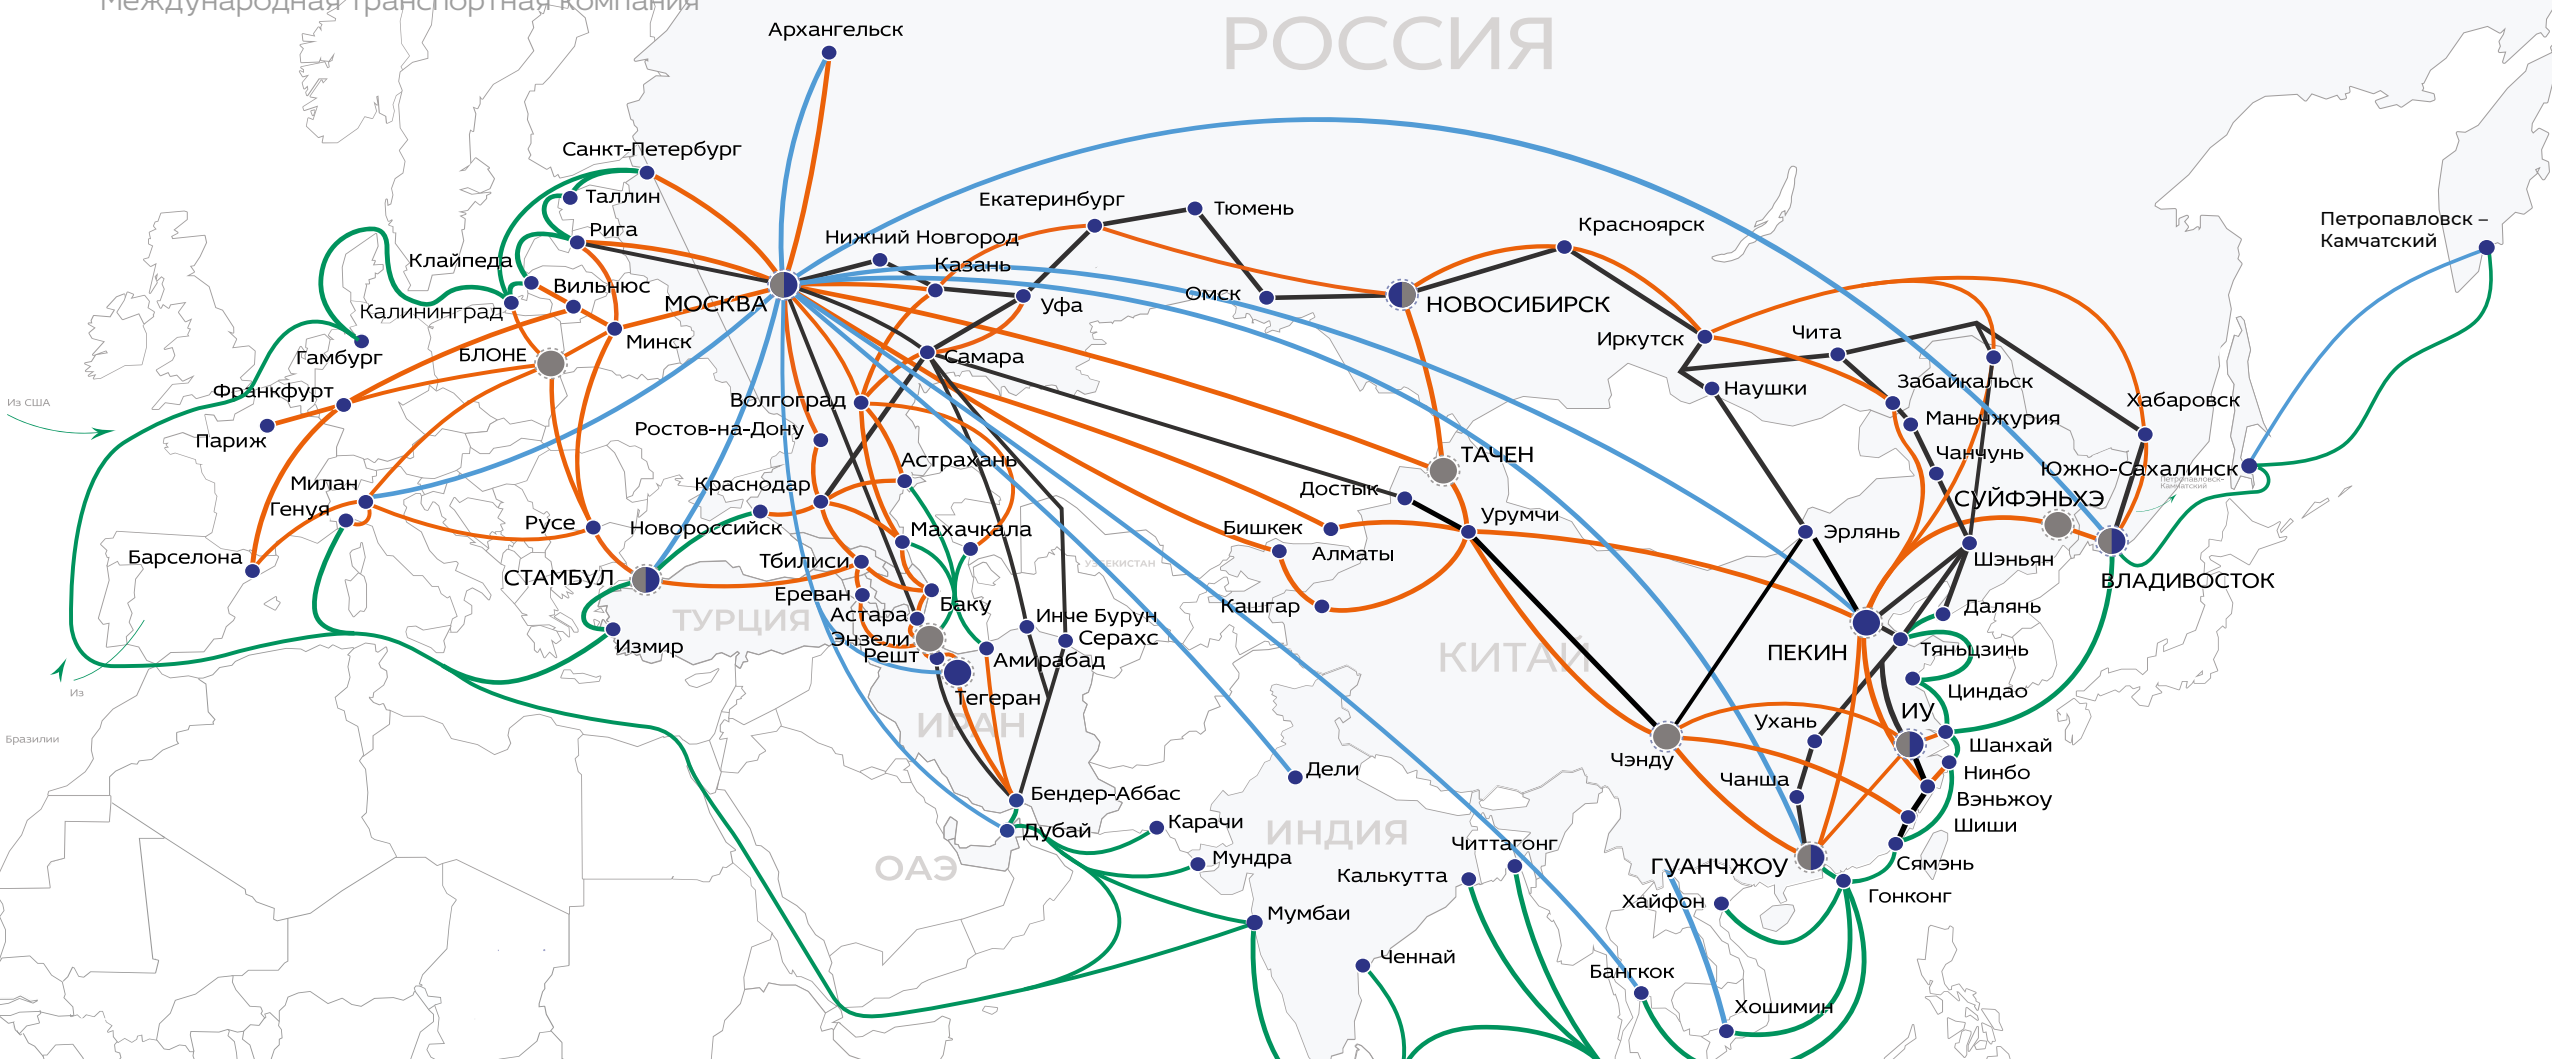 Международная транспортная компания
РОССИЯ
Архангельск
Санкт-Петербург
Таллин
Рига
Екатеринбург
Тюмень
Петропавловск –
Камчатский
Нижний Новгород
Красноярск
Клайпеда
Казань
Вильнюс
МОСКВА
Уфа
Омск
НОВОСИБИРСК
Калининград
Минск
Иркутск
Чита
Гамбург
БЛОНЕ
Самара
Франкфурт
Наушки
Забайкальск
Из США
Волгоград
Хабаровск
Маньчжурия
Париж
Ростов-на-Дону
Астрахань
ТАЧЕН
Чанчунь
Южно-Сахалинск
Петропавловск-
Камчатский
Милан
Краснодар
Достык
СУЙФЭНЬХЭ
Генуя
Русе
Новороссийск
Махачкала
Бишкек
Урумчи
Эрлянь
Барселона
Тбилиси
УЗБЕКИСТАН
Алматы
Шэньян
СТАМБУЛ
ВЛАДИВОСТОК
Ереван
Баку
Кашгар
Далянь
ТУРЦИЯ
Астара
Инче Бурун
Энзели
Серахс
Измир
Решт
Амирабад
КИТАЙ
ПЕКИН
Тяньцзинь
Из
Тегеран
Циндао
ИРАН
ИУ
Бразилии
Ухань
Шанхай
Чэнду
Дели
Нинбо
Чанша
Бендер-Аббас
Вэньжоу
Дубай
Карачи
ИНДИЯ
Шиши
Читтагонг
ОАЭ
Мундра
ГУАНЧЖОУ
Сямэнь
Калькутта
Хайфон
Гонконг
Мумбаи
Ченнай
Бангкок
Хошимин